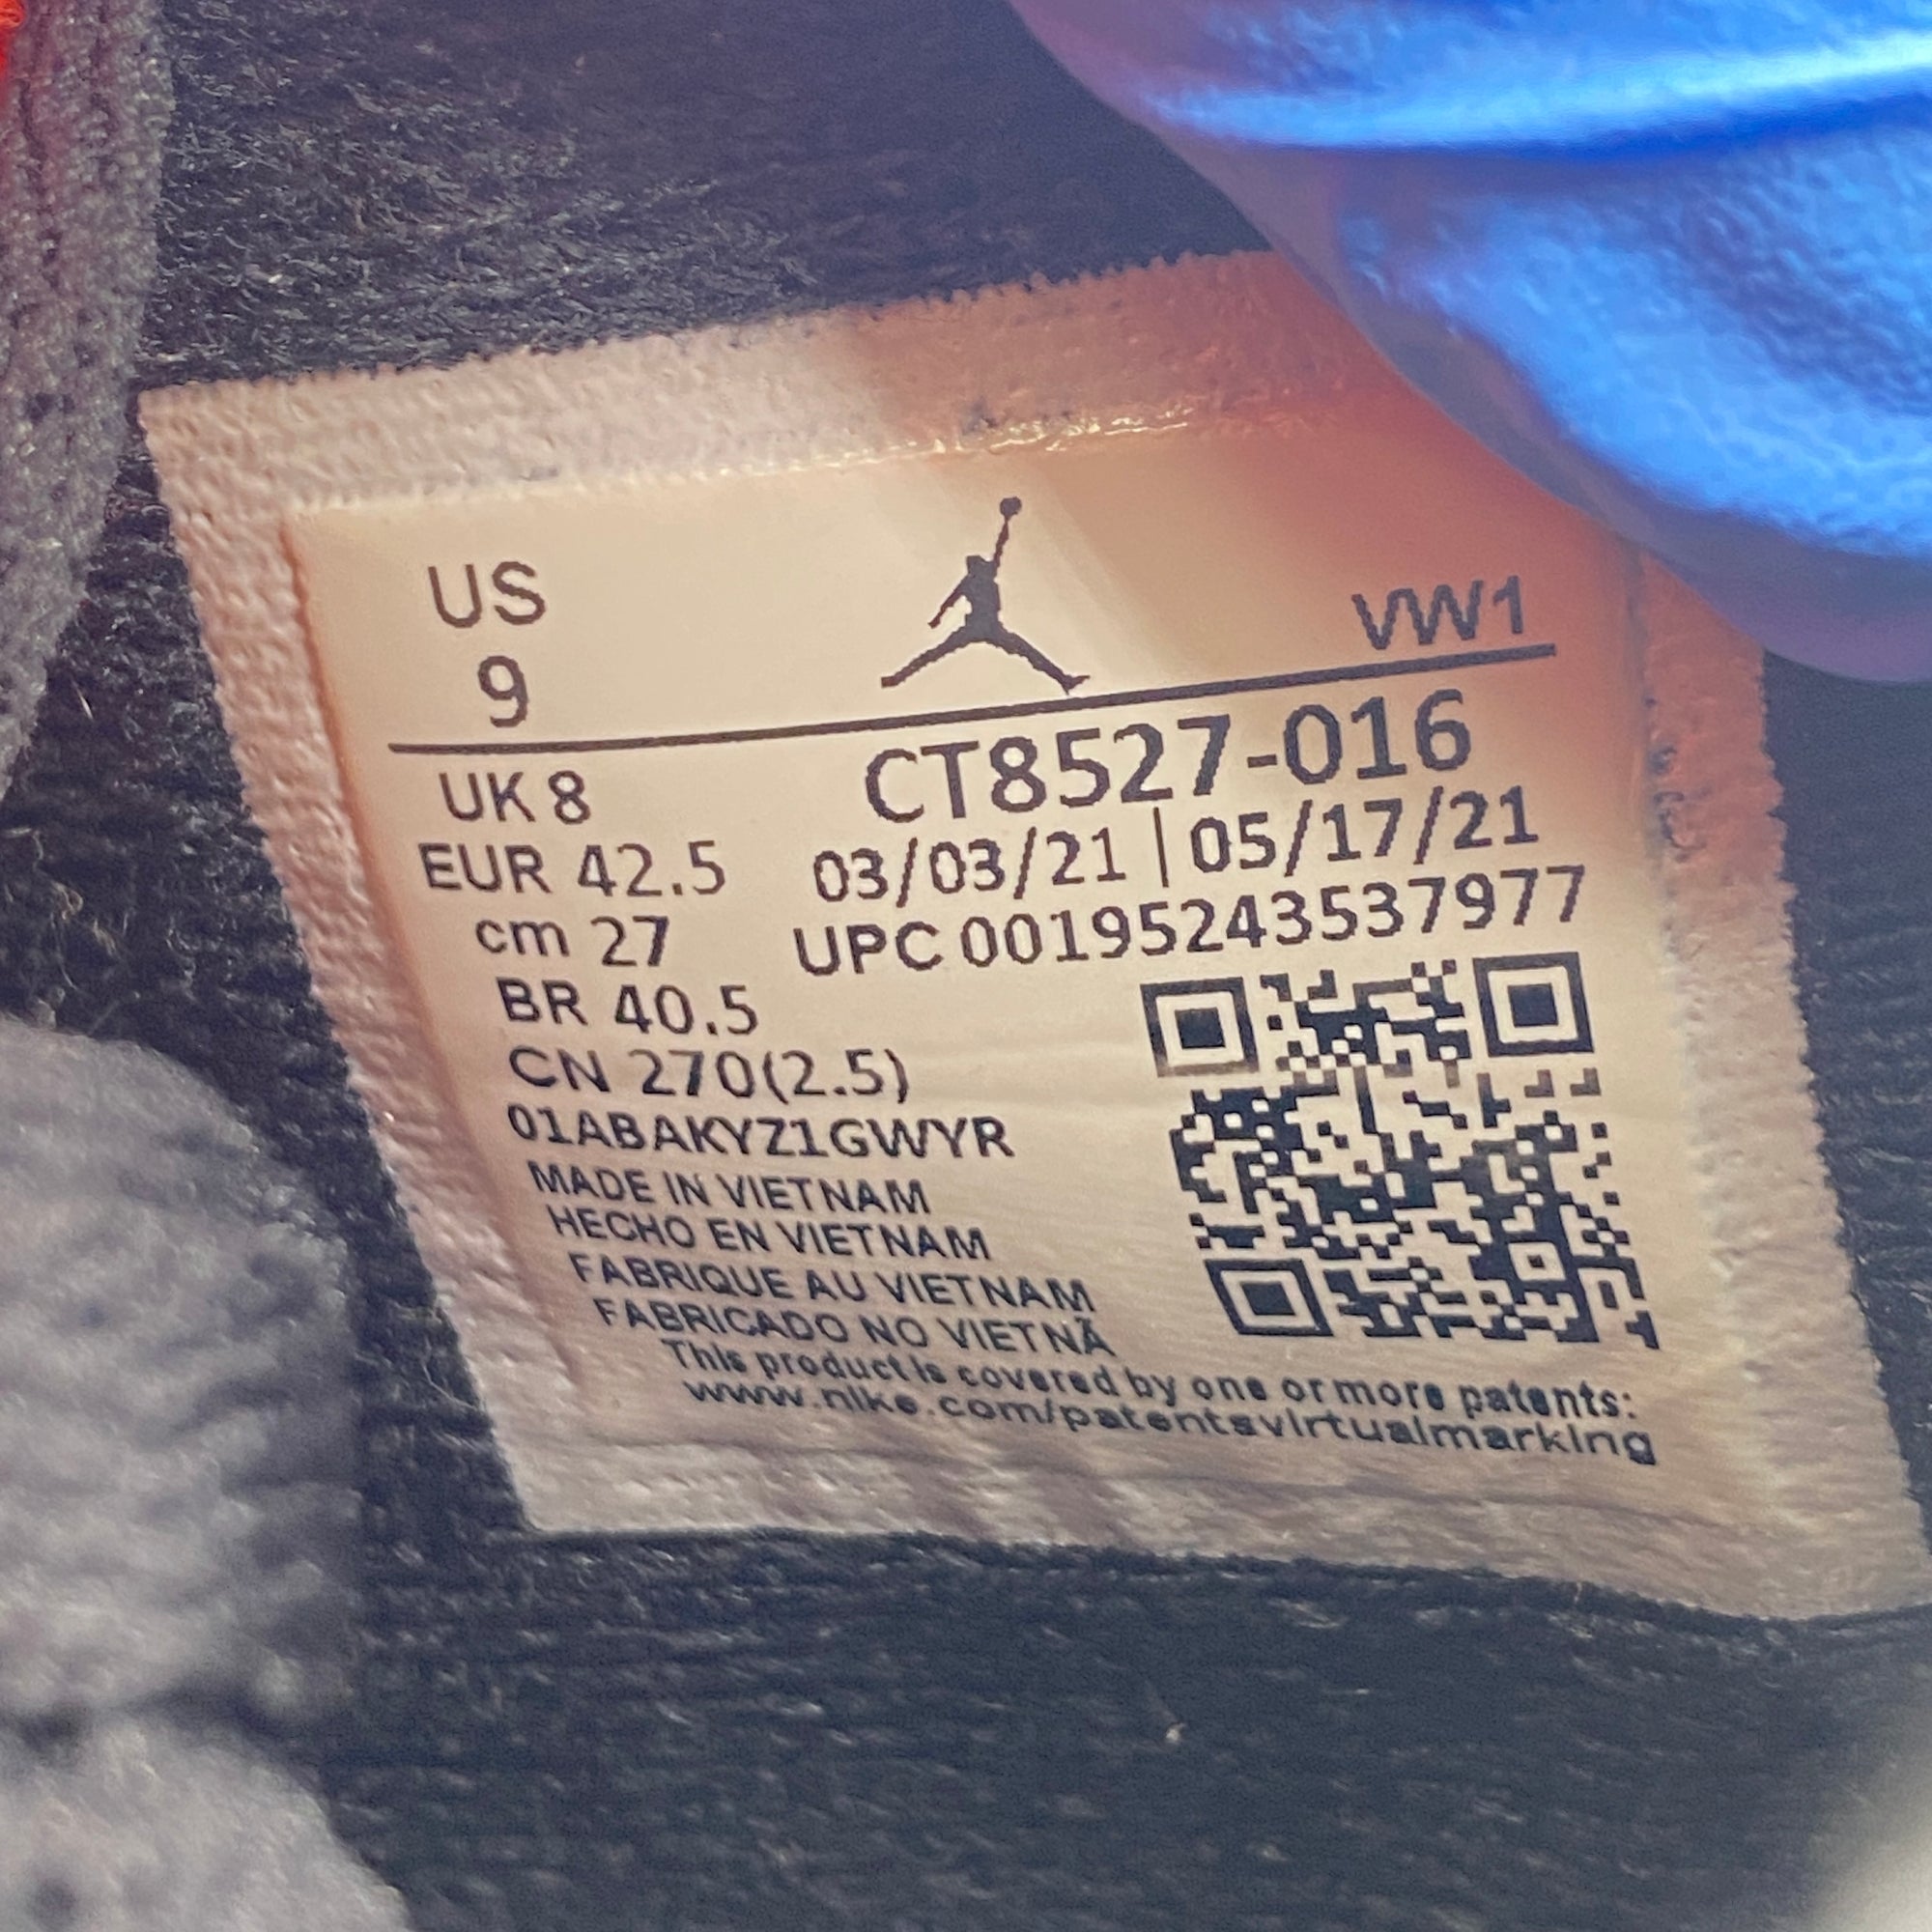 US
9
VW1
CT8527-016
UK 8
03/03/21 | 05/17/21
EUR 42.5
UPC 00195243537977
cm 27
BR 40.5
CN 270(2.5)
01ABAKYZ1GWYR
MADE IN VIETNAM
HECHO EN VIETNAM
FABRIQUE AU VIETNAM
FABRICADO NO VIETNÃ
This product is covered by one or more patents:
www.nike.com/patentsvirtualmarking